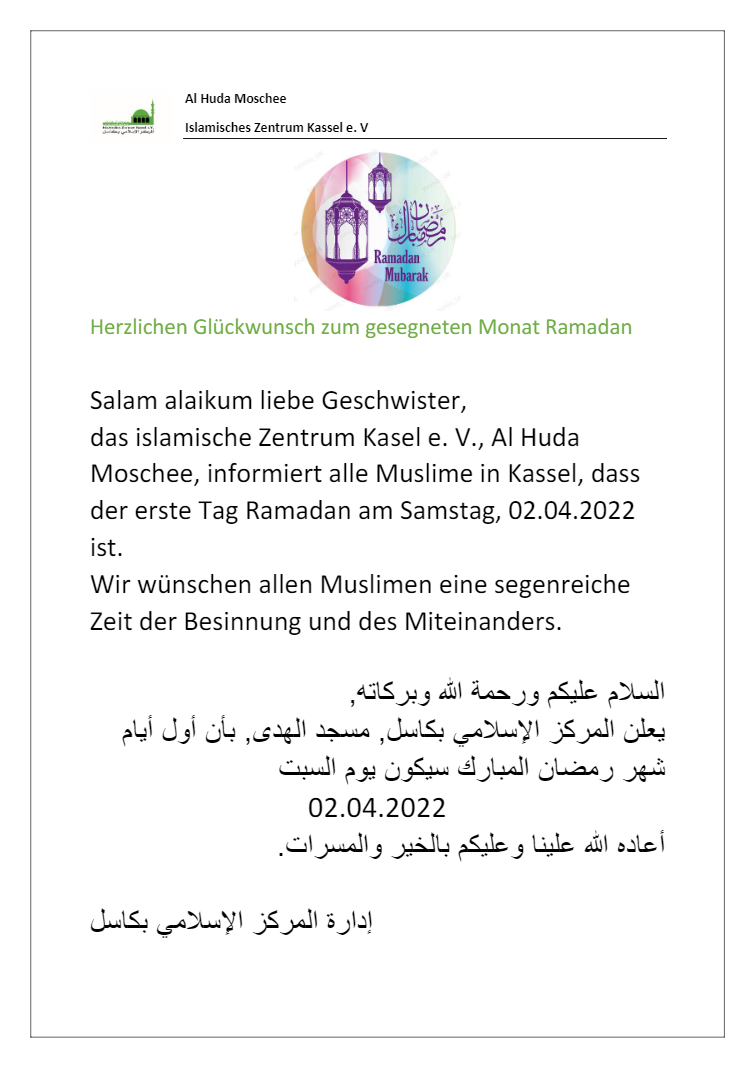 Al Huda Moschee
Islamisches Zentrum Kassel e. V
رمضان
مبارك
Ramadan
Mubarak
Herzlichen Glückwunsch zum gesegneten Monat Ramadan
Salam alaikum liebe Geschwister,
das islamische Zentrum Kasel e. V., Al Huda
Moschee, informiert alle Muslime in Kassel, dass
der erste Tag Ramadan am Samstag, 02.04.2022
ist.
Wir wünschen allen Muslimen eine segenreiche
Zeit der Besinnung und des Miteinanders.
السلام عليكم ورحمة الله وبركاته,
يعلن المركز الإسلامي بكاسل, مسجد الهدى, بأن أول أيام
شهر رمضان المبارك سيكون يوم السبت
02.04.2022
أعاده الله علينا وعليكم بالخير والمسرات.
إدارة المركز الإسلامي بكاسل